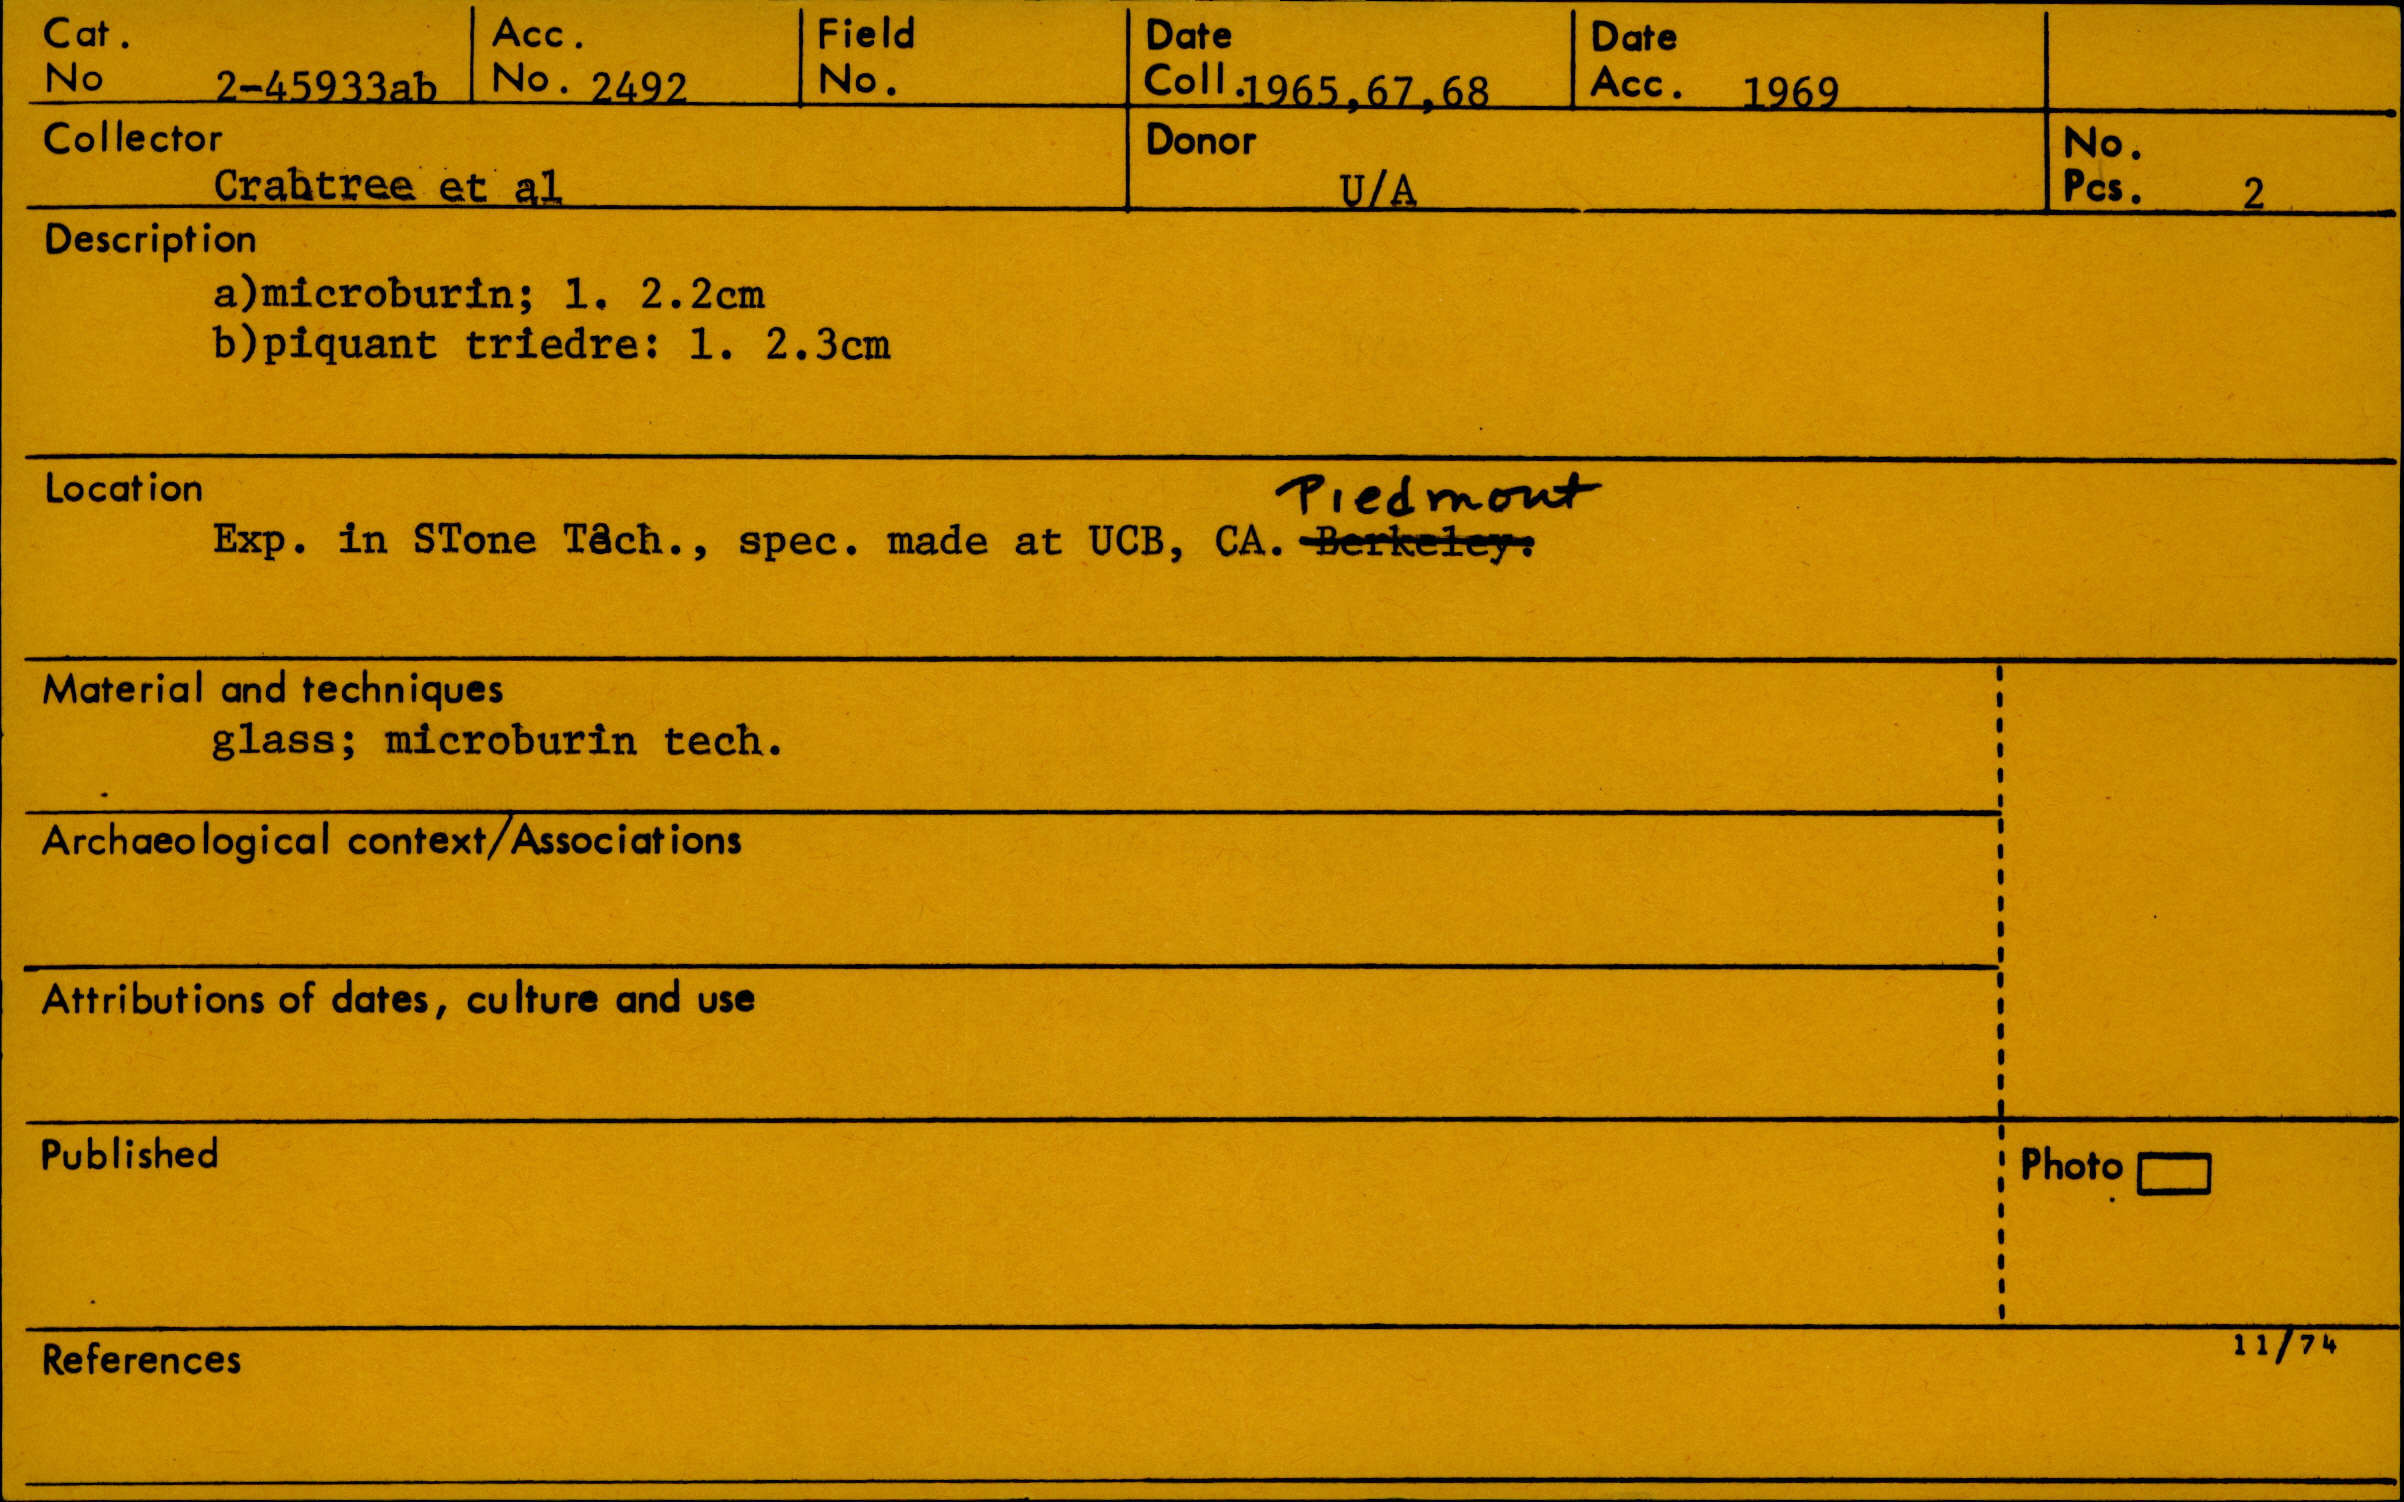 Cat. No 2-45933ab Acc. No. 2492 Field No. Date Coll. 1965,67,68 Date Acc. 1969
Collector Crabtree et al Donor U/A No. Pcs. 2
Description
a)microburin; l. 2.2cm
b)piquant triedre: l. 2.3cm
Location
Piedmont
Exp. in STone Tech., spec. made at UCB, CA. Berkeley.
Material and techniques
glass; microburin tech.
Archaeological context/Associations
Attributions of dates, culture and use
Published
Photo
References
11/74